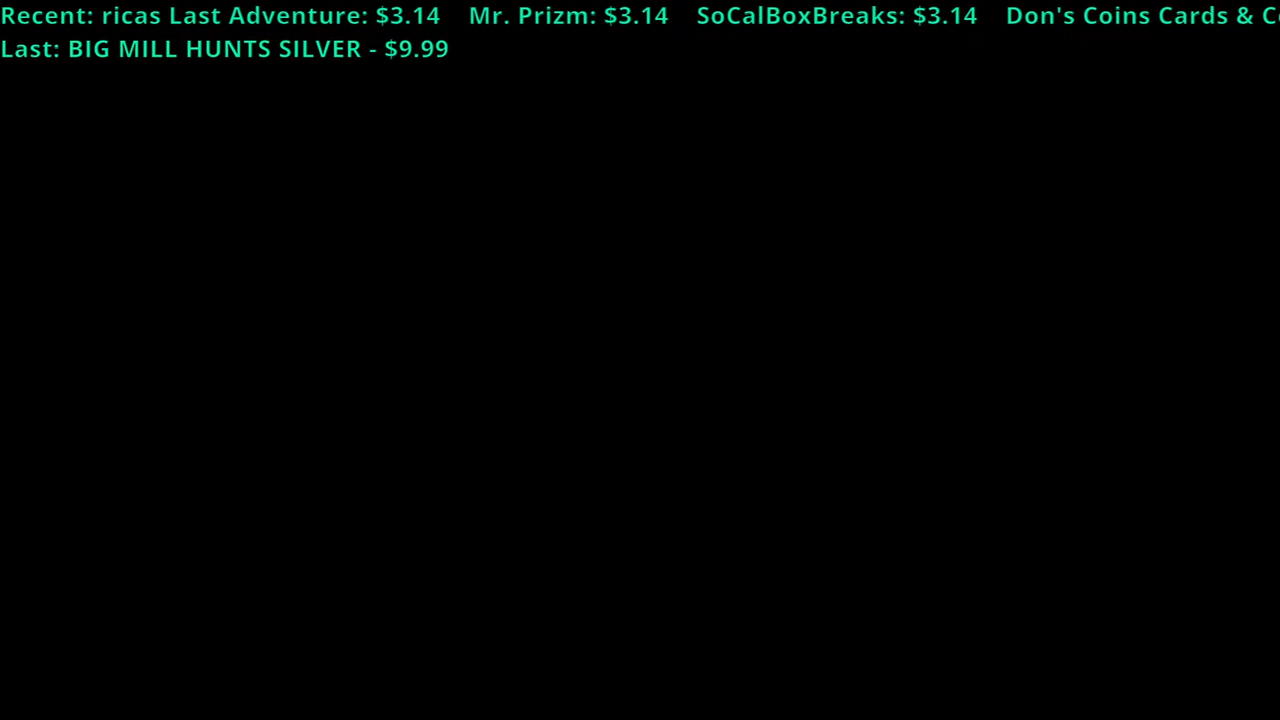 Recent: ricas Last Adventure: $3.14 Mr. Prizm: $3.14 SoCalBoxBreaks: $3.14 Don's Coins Cards &
Last: BIG MILL HUNTS SILVER - $9.99